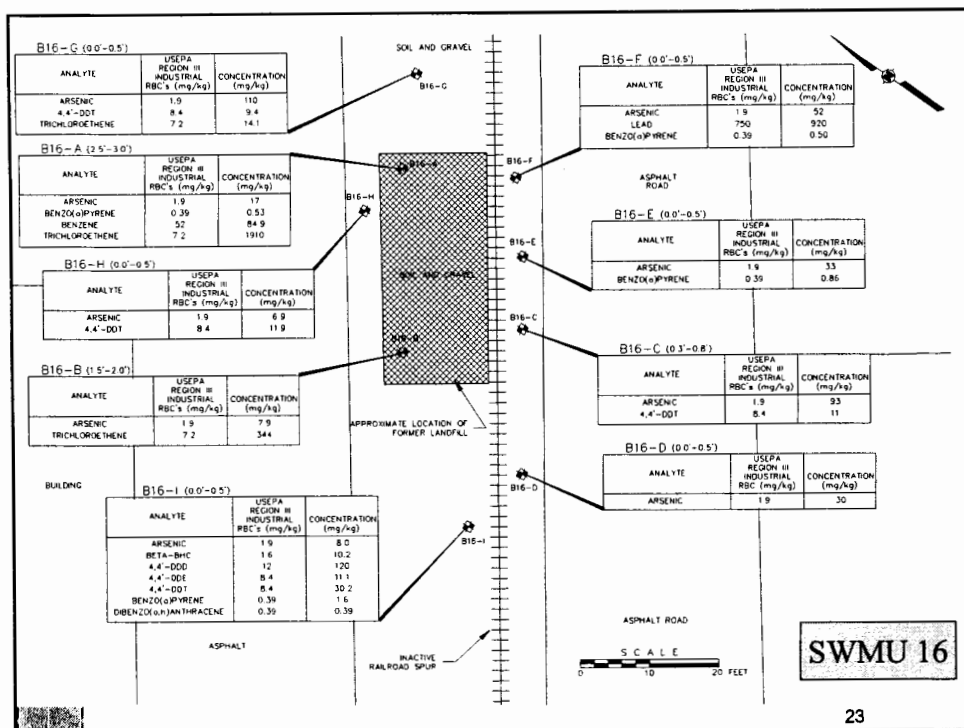 B16-G (0.0'-0.5')
ANALYTE
USEPA
REGION III
INDUSTRIAL
RBC's (mg/kg)
CONCENTRATION
(mg/kg)
ARSENIC 1.9 110
4,4'-DDT 8.4 9.4
TRICHLOROETHENE 7.2 14.1
B16-A (2.5'-3.0')
ANALYTE
USEPA
REGION III
INDUSTRIAL
RBC's (mg/kg)
CONCENTRATION
(mg/kg)
ARSENIC 1.9 17
BENZO(a)PYRENE 0.39 0.53
BENZENE 52 84.9
TRICHLOROETHENE 7.2 1910
B16-H (0.0'-0.5')
ANALYTE
USEPA
REGION III
INDUSTRIAL
RBC's (mg/kg)
CONCENTRATION
(mg/kg)
ARSENIC 1.9 6.9
4,4'-DDT 8.4 11.9
B16-B (1.5'-2.0')
ANALYTE
USEPA
REGION III
INDUSTRIAL
RBC's (mg/kg)
CONCENTRATION
(mg/kg)
ARSENIC 1.9 7.9
TRICHLOROETHENE 7.2 344
BUILDING
B16-I (0.0'-0.5')
ANALYTE
USEPA
REGION III
INDUSTRIAL
RBC's (mg/kg)
CONCENTRATION
(mg/kg)
ARSENIC 1.9 8.0
BETA-BHC 1.6 10.2
4,4'-DDD 12 120
4,4'-DDE 8.4 11.1
4,4'-DDT 8.4 30.2
BENZO(a)PYRENE 0.39 1.6
DIBENZO(a,h)ANTHRACENE 0.39 0.39
ASPHALT
SOIL AND GRAVEL
B16-G
B16-A
B16-H
SOIL AND GRAVEL
B16-B
APPROXIMATE LOCATION OF
FORMER LANDFILL
B16-I
INACTIVE
RAILROAD SPUR
B16-F
B16-E
B16-C
B16-D
B16-F (0.0'-0.5')
ANALYTE
USEPA
REGION III
INDUSTRIAL
RBC's (mg/kg)
CONCENTRATION
(mg/kg)
ARSENIC 1.9 52
LEAD 750 920
BENZO(a)PYRENE 0.39 0.50
ASPHALT
ROAD
B16-E (0.0'-0.5')
ANALYTE
USEPA
REGION III
INDUSTRIAL
RBC's (mg/kg)
CONCENTRATION
(mg/kg)
ARSENIC 1.9 33
BENZO(a)PYRENE 0.39 0.86
B16-C (0.3'-0.8')
ANALYTE
USEPA
REGION III
INDUSTRIAL
RBC's (mg/kg)
CONCENTRATION
(mg/kg)
ARSENIC 1.9 93
4,4'-DDT 8.4 11
B16-D (0.0'-0.5')
ANALYTE
USEPA
REGION III
INDUSTRIAL
RBC (mg/kg)
CONCENTRATION
(mg/kg)
ARSENIC 1.9 30
ASPHALT ROAD
SCALE
0 10 20 FEET
SWMU 16
23